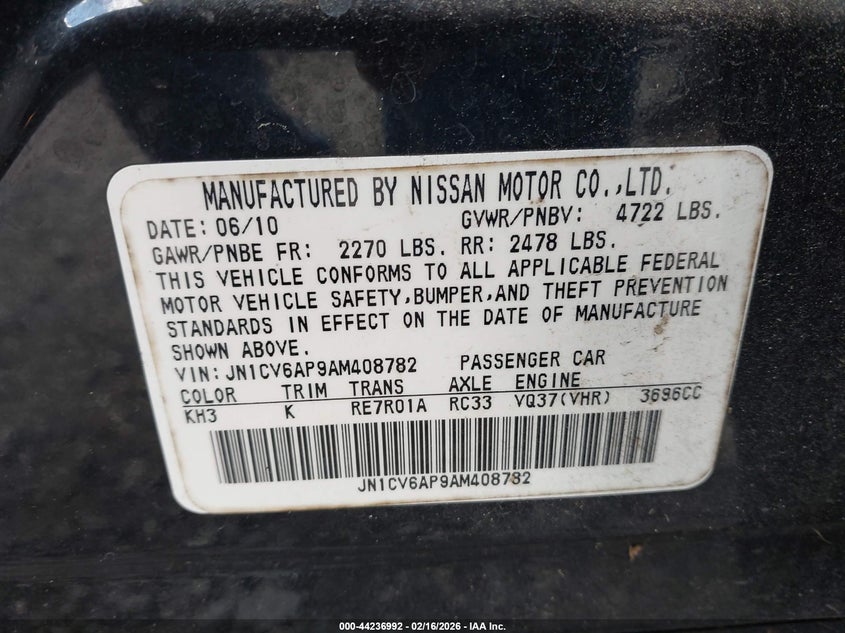 MANUFACTURED BY NISSAN MOTOR CO.,LTD.
DATE: 06/10 GVWR/PNBV: 4722 LBS.
GAWR/PNBE FR: 2270 LBS. RR: 2478 LBS.
THIS VEHICLE CONFORMS TO ALL APPLICABLE FEDERAL
MOTOR VEHICLE SAFETY,BUMPER,AND THEFT PREVENTION
STANDARDS IN EFFECT ON THE DATE OF MANUFACTURE
SHOWN ABOVE.
VIN: JN1CV6AP9AM408782 PASSENGER CAR
COLOR TRIM TRANS AXLE ENGINE
KH3 K RE7R01A RC33 VQ37(VHR) 3696CC
JN1CV6AP9AM408782
000-44236992 - 02/16/2026 - IAA Inc.